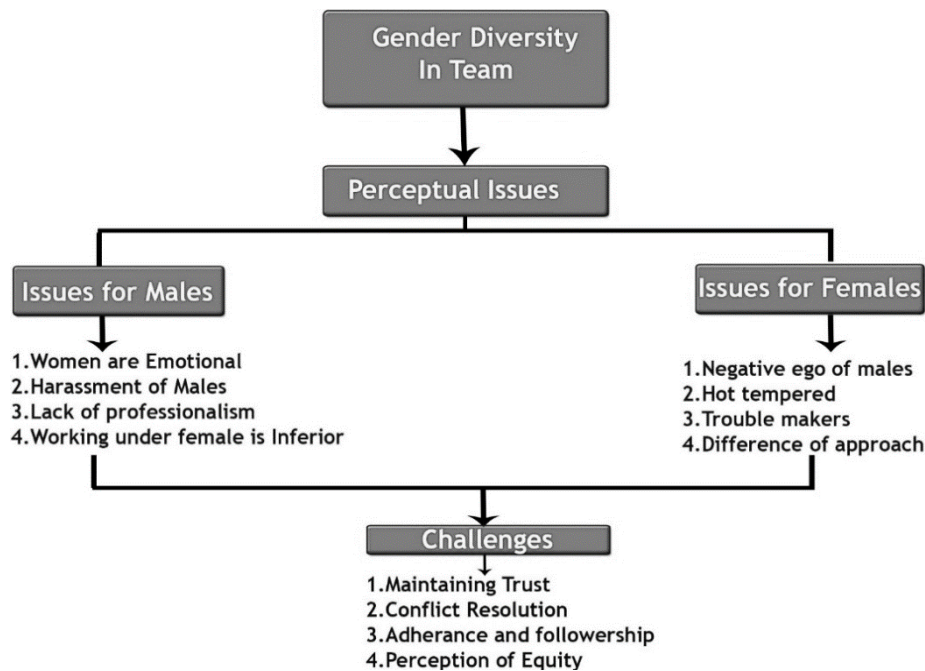 Gender Diversity
In Team
Perceptual Issues
Issues for Males
1.Women are Emotional
2.Harassment of Males
3.Lack of professionalism
4.Working under female is Inferior
Issues for Females
1.Negative ego of males
2.Hot tempered
3.Trouble makers
4.Difference of approach
Challenges
1.Maintaining Trust
2.Conflict Resolution
3.Adherance and followership
4.Perception of Equity